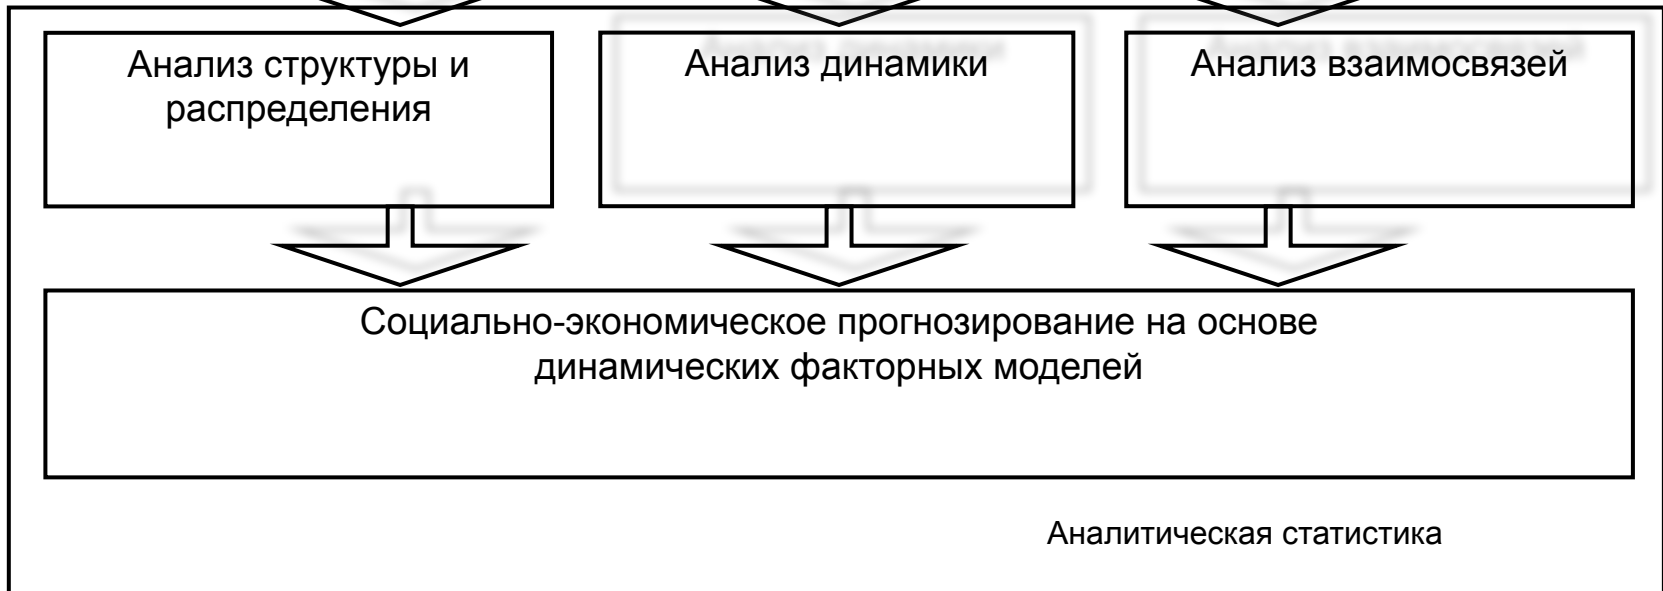 Анализ структуры и
распределения
Анализ динамики
Анализ взаимосвязей
Социально-экономическое прогнозирование на основе
динамических факторных моделей
Аналитическая статистика